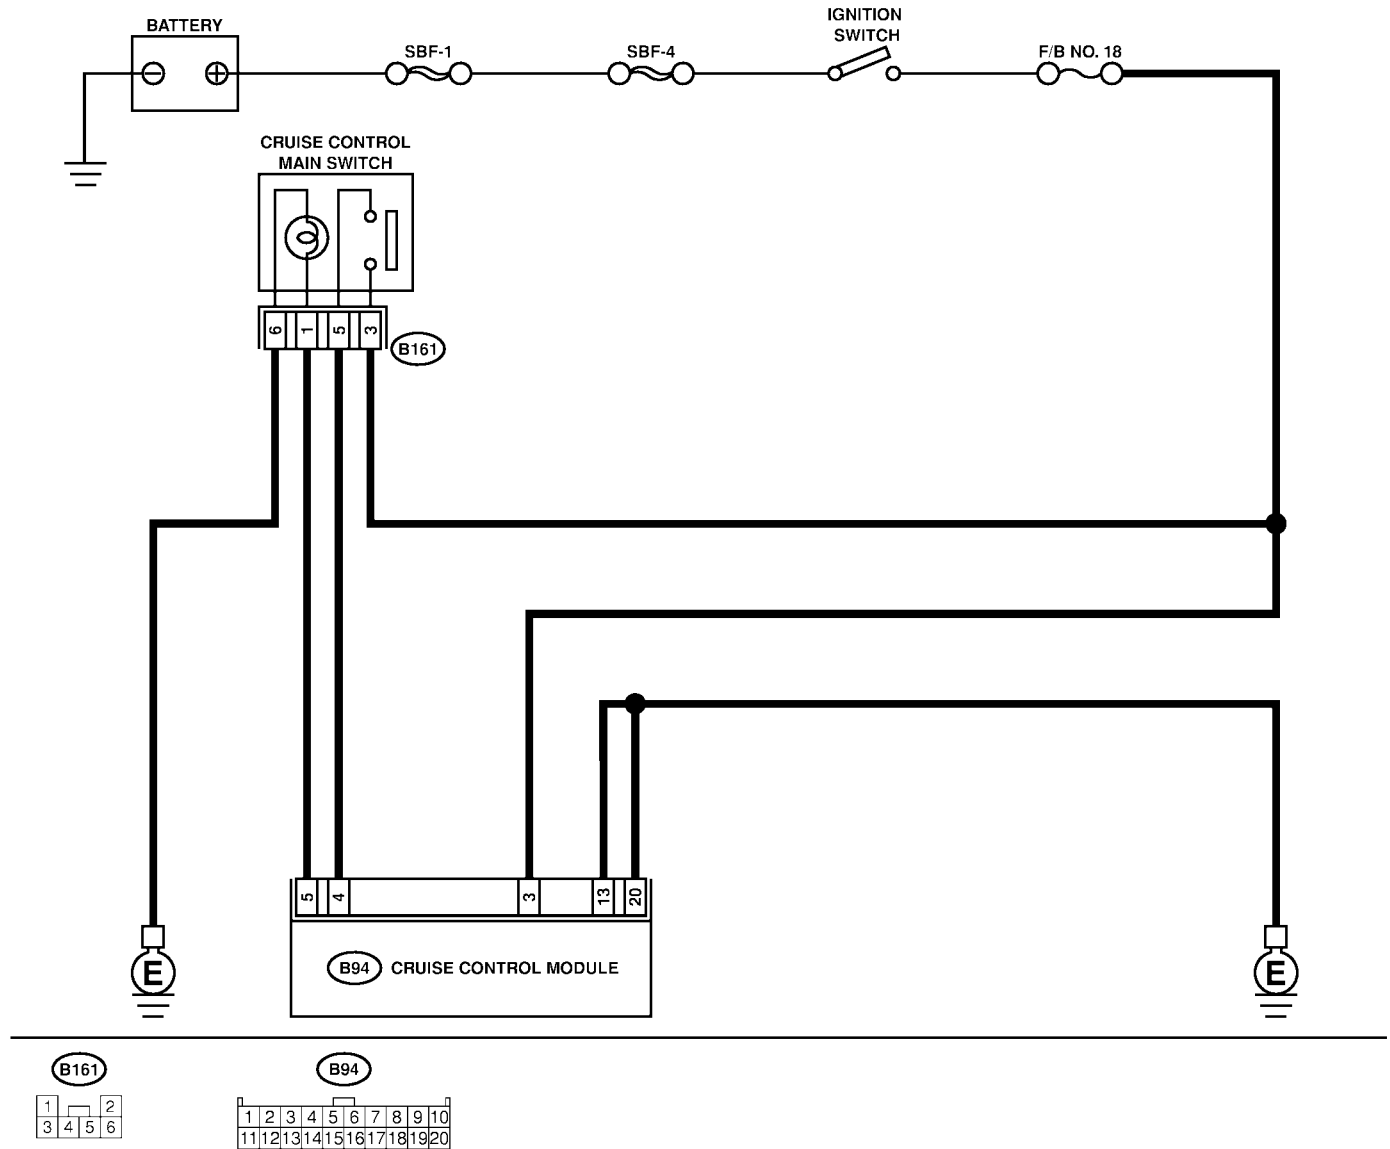 BATTERY
SBF-1
SBF-4
IGNITION
SWITCH
F/B NO. 18
CRUISE CONTROL
MAIN SWITCH
6 1 5 3
B161
5 4 3 13 20
B94 CRUISE CONTROL MODULE
E
E
B161
1 2
3 4 5 6
B94
1 2 3 4 5 6 7 8 9 10
11 12 13 14 15 16 17 18 19 20